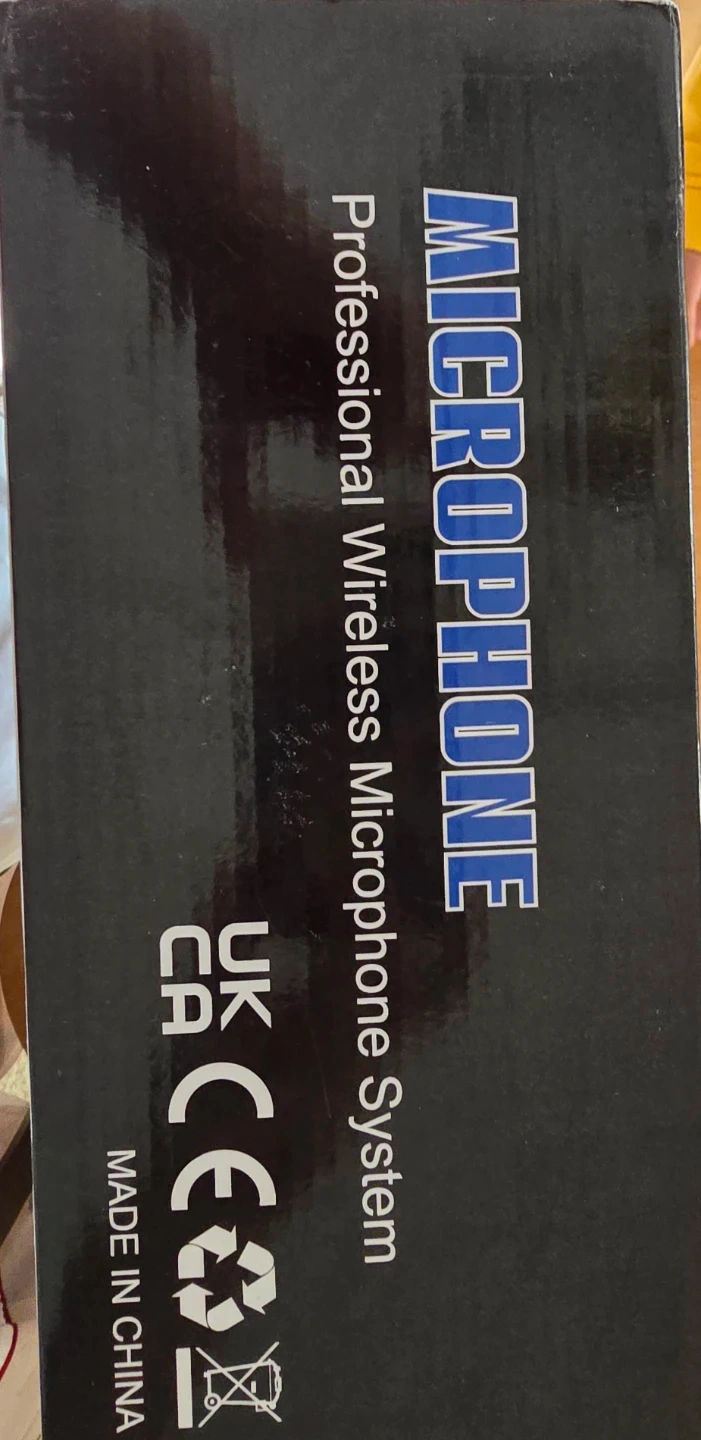 MICROPHONE
Professional Wireless Microphone System
UK
CA
CE
MADE IN CHINA